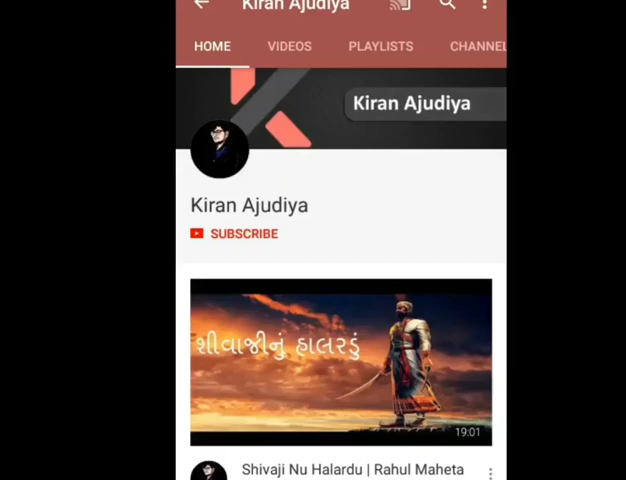 Kiran Ajudiya
HOME VIDEOS PLAYLISTS CHANNEL
Kiran Ajudiya
Kiran Ajudiya
SUBSCRIBE
શીવાજીનું હાલરડું
19:01
Shivaji Nu Halardu | Rahul Maheta